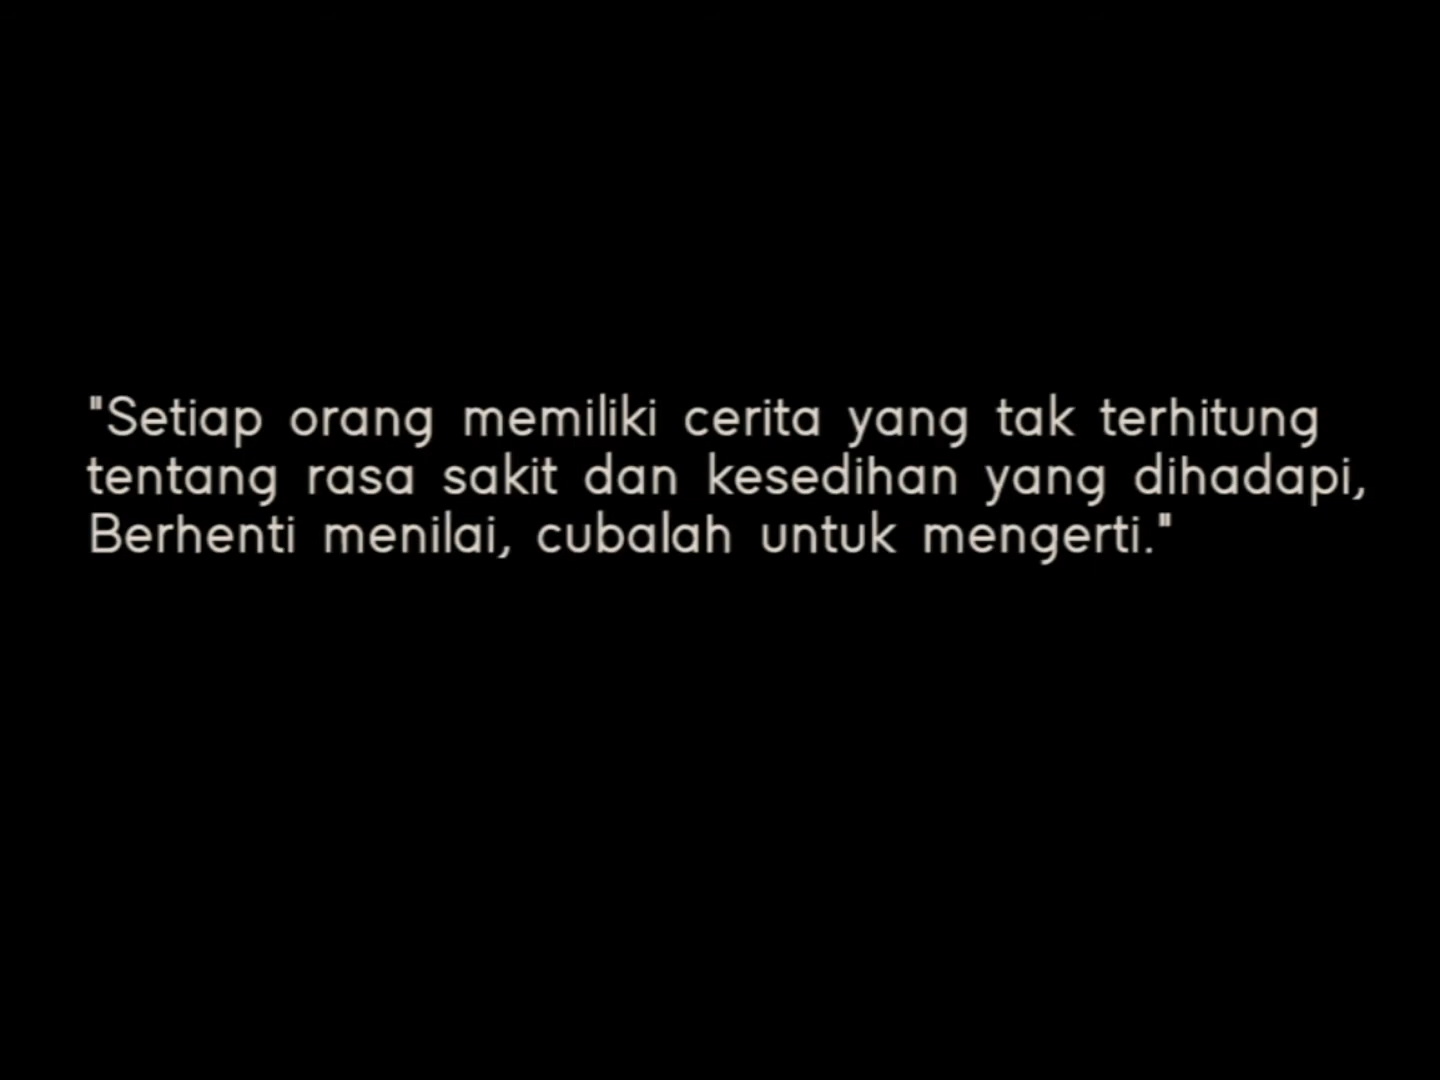 "Setiap orang memiliki cerita yang tak terhitung
tentang rasa sakit dan kesedihan yang dihadapi,
Berhenti menilai, cubalah untuk mengerti."